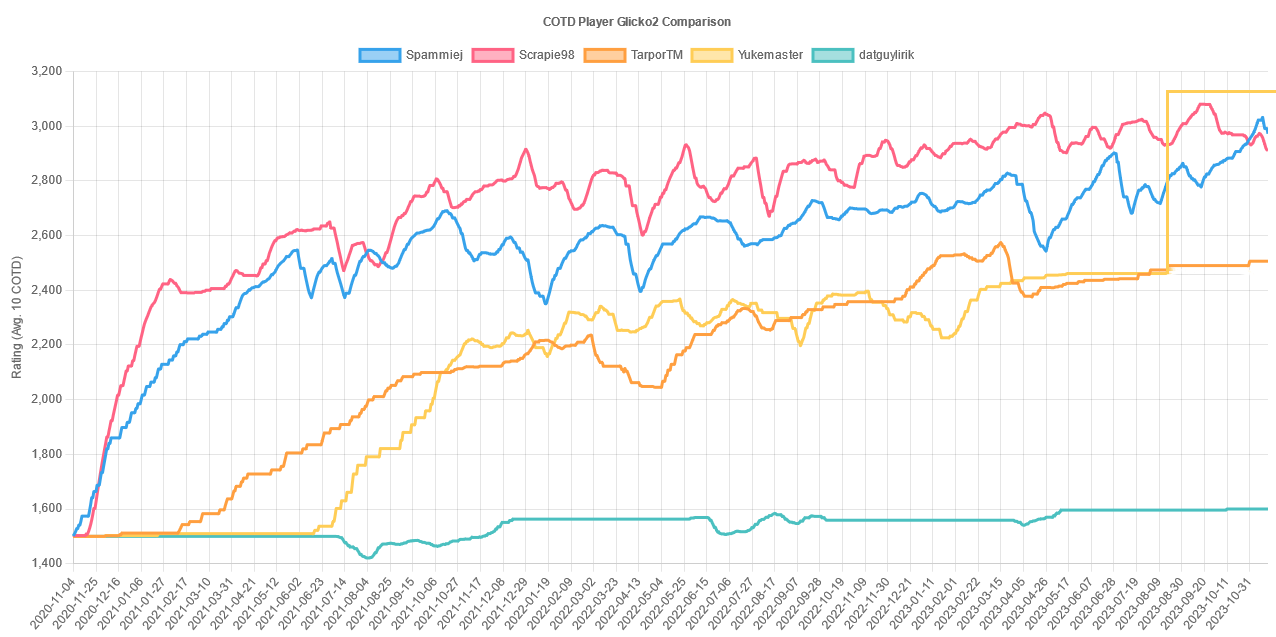 COTD Player Glicko2 Comparison
Spammiej Scrapie98 TarporTM Yukemaster datguylirik
Rating (Avg. 10 COTD)
3,200
3,000
2,800
2,600
2,400
2,200
2,000
1,800
1,600
1,400
2020-11-04 2020-11-25 2020-12-16 2021-01-06 2021-01-27 2021-02-17 2021-03-10 2021-03-31 2021-04-21 2021-05-12 2021-06-02 2021-06-23 2021-07-14 2021-08-04 2021-08-25 2021-09-15 2021-10-06 2021-10-27 2021-11-17 2021-12-08 2021-12-29 2022-01-19 2022-02-09 2022-03-02 2022-03-23 2022-04-13 2022-05-04 2022-05-25 2022-06-15 2022-07-06 2022-07-27 2022-08-17 2022-09-07 2022-09-28 2022-10-19 2022-11-09 2022-11-30 2022-12-21 2023-01-11 2023-02-01 2023-02-22 2023-03-15 2023-04-05 2023-04-26 2023-05-17 2023-06-07 2023-06-28 2023-07-19 2023-08-09 2023-08-30 2023-09-20 2023-10-11 2023-10-31